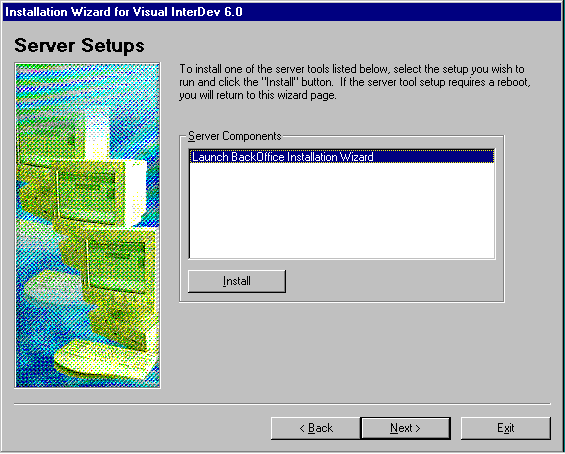 Installation Wizard for Visual InterDev 6.0
Server Setups
To install one of the server tools listed below, select the setup you wish to
run and click the "Install" button.  If the server tool setup requires a reboot,
you will return to this wizard page.
Server Components
Launch BackOffice Installation Wizard
Install
< Back
Next >
Exit